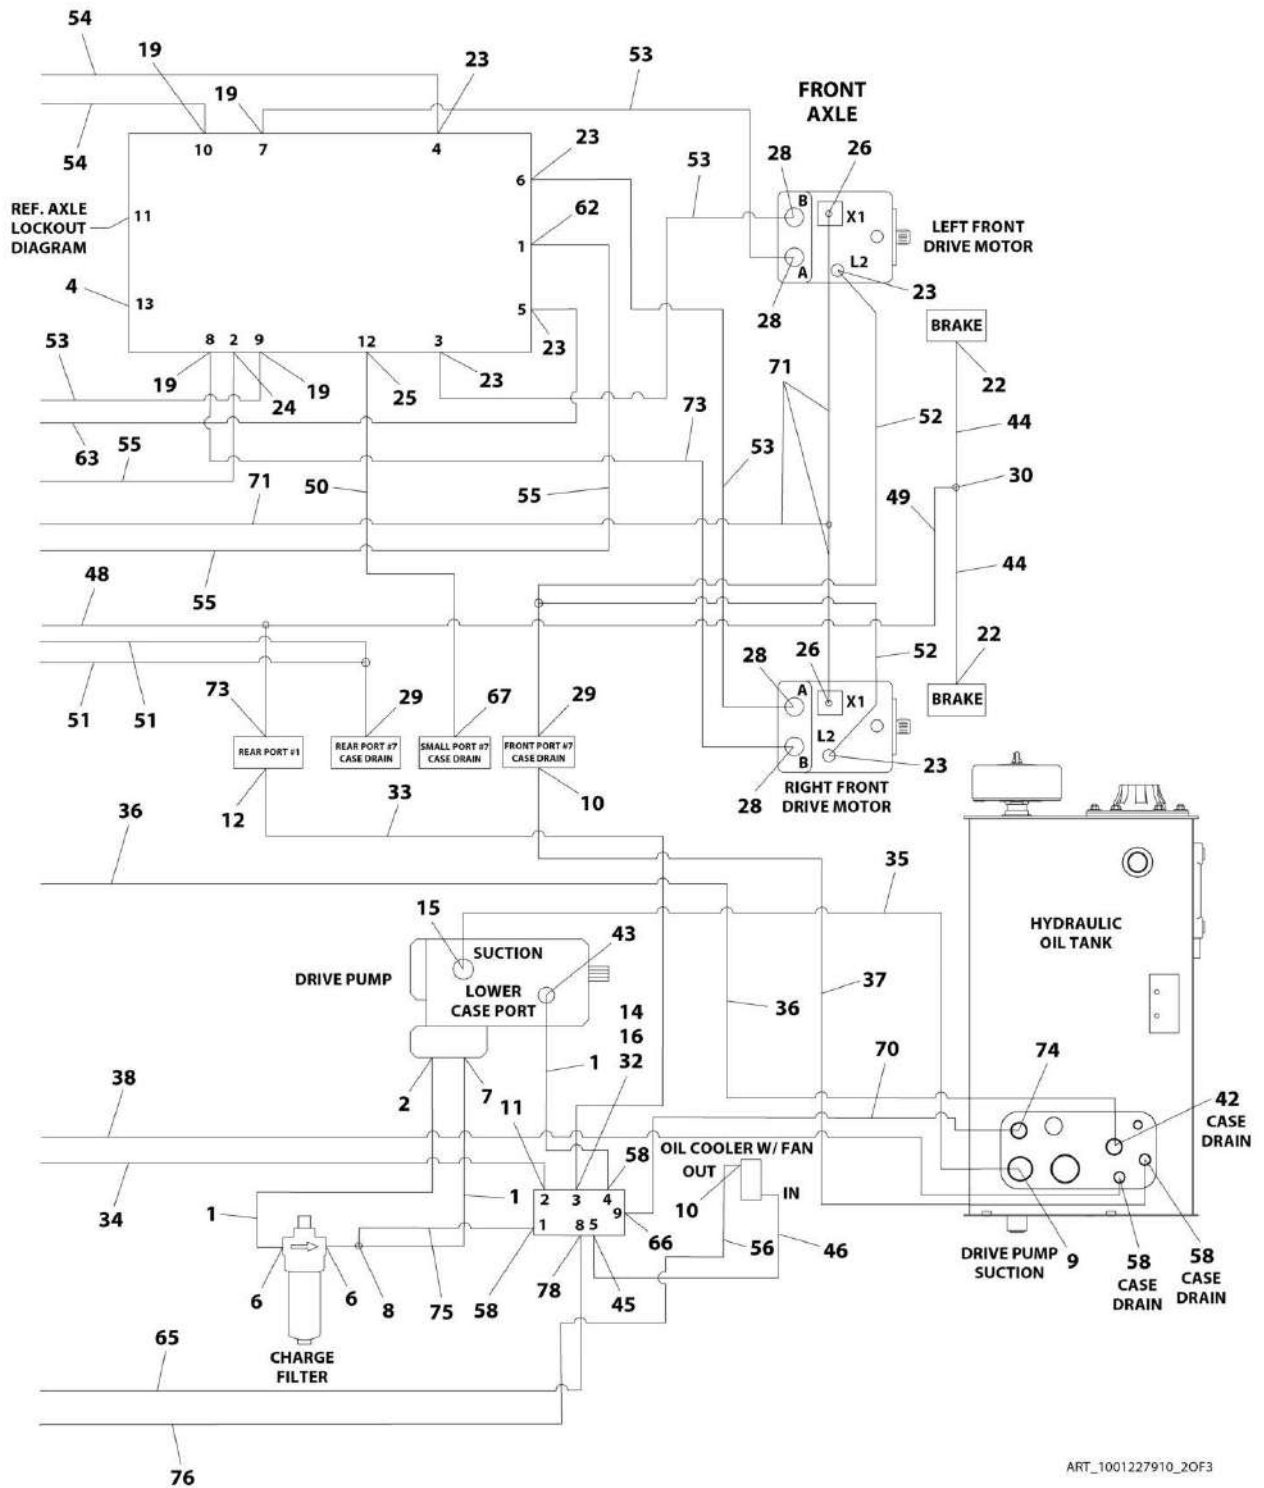 54
19
23
53
19
FRONT
AXLE
54
10
7
4
23
28
26
53
6
B
X1
REF. AXLE
LOCKOUT
DIAGRAM
11
62
1
LEFT FRONT
DRIVE MOTOR
L2
A
4
13
5
23
23
28
BRAKE
53
8
2
9
12
3
19
24
19
25
23
71
22
73
52
44
63
55
53
71
50
55
49
30
48
55
44
52
22
28
26
51
51
73
29
67
29
A
X1
BRAKE
L2
B
REAR PORT #1
REAR PORT #7
CASE DRAIN
SMALL PORT #7
CASE DRAIN
FRONT PORT #7
CASE DRAIN
23
RIGHT FRONT
DRIVE MOTOR
28
33
10
12
36
35
15
43
SUCTION
HYDRAULIC
OIL TANK
DRIVE PUMP
LOWER
CASE PORT
37
14
16
32
36
1
70
74
38
2
7
11
42
CASE
DRAIN
OIL COOLER W/ FAN
OUT
58
IN
10
34
1
1
2
3
4
9
1
8
5
66
56
46
DRIVE PUMP
SUCTION
9
58
CASE
DRAIN
58
CASE
DRAIN
6
6
8
75
58
78
45
65
CHARGE
FILTER
76
ART_1001227910_2OF3